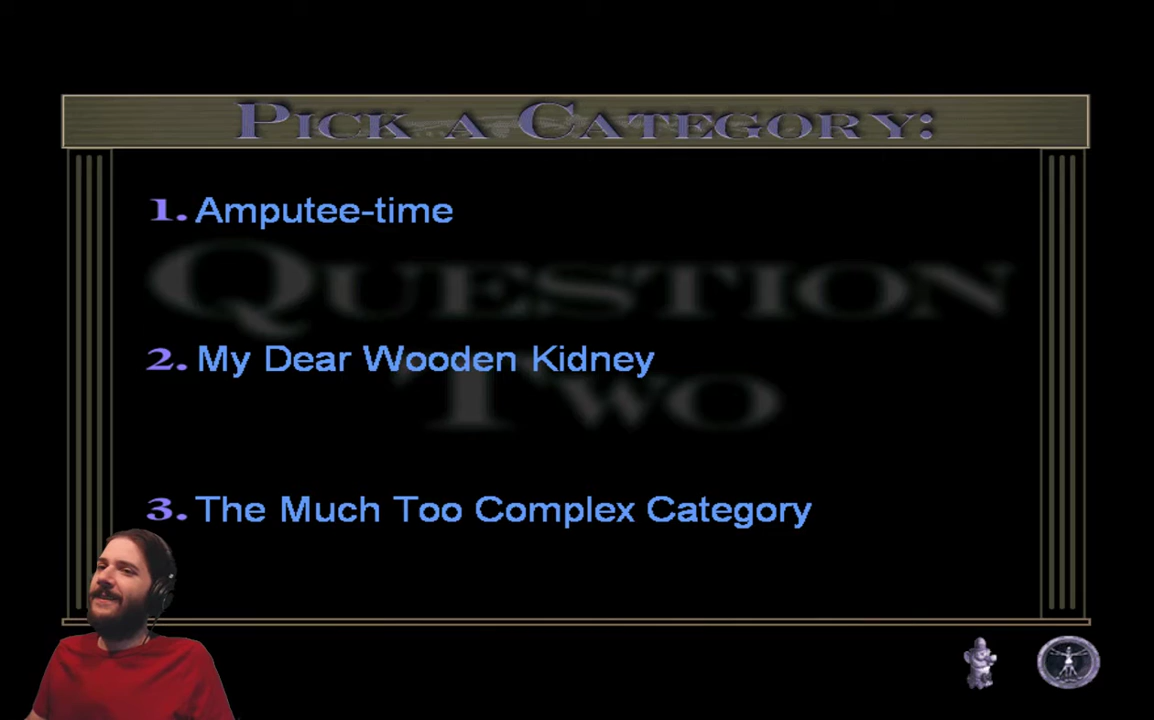 PICK A CATEGORY:
1. Amputee-time
QUESTION
2. My Dear Wooden Kidney
TWO
3. The Much Too Complex Category